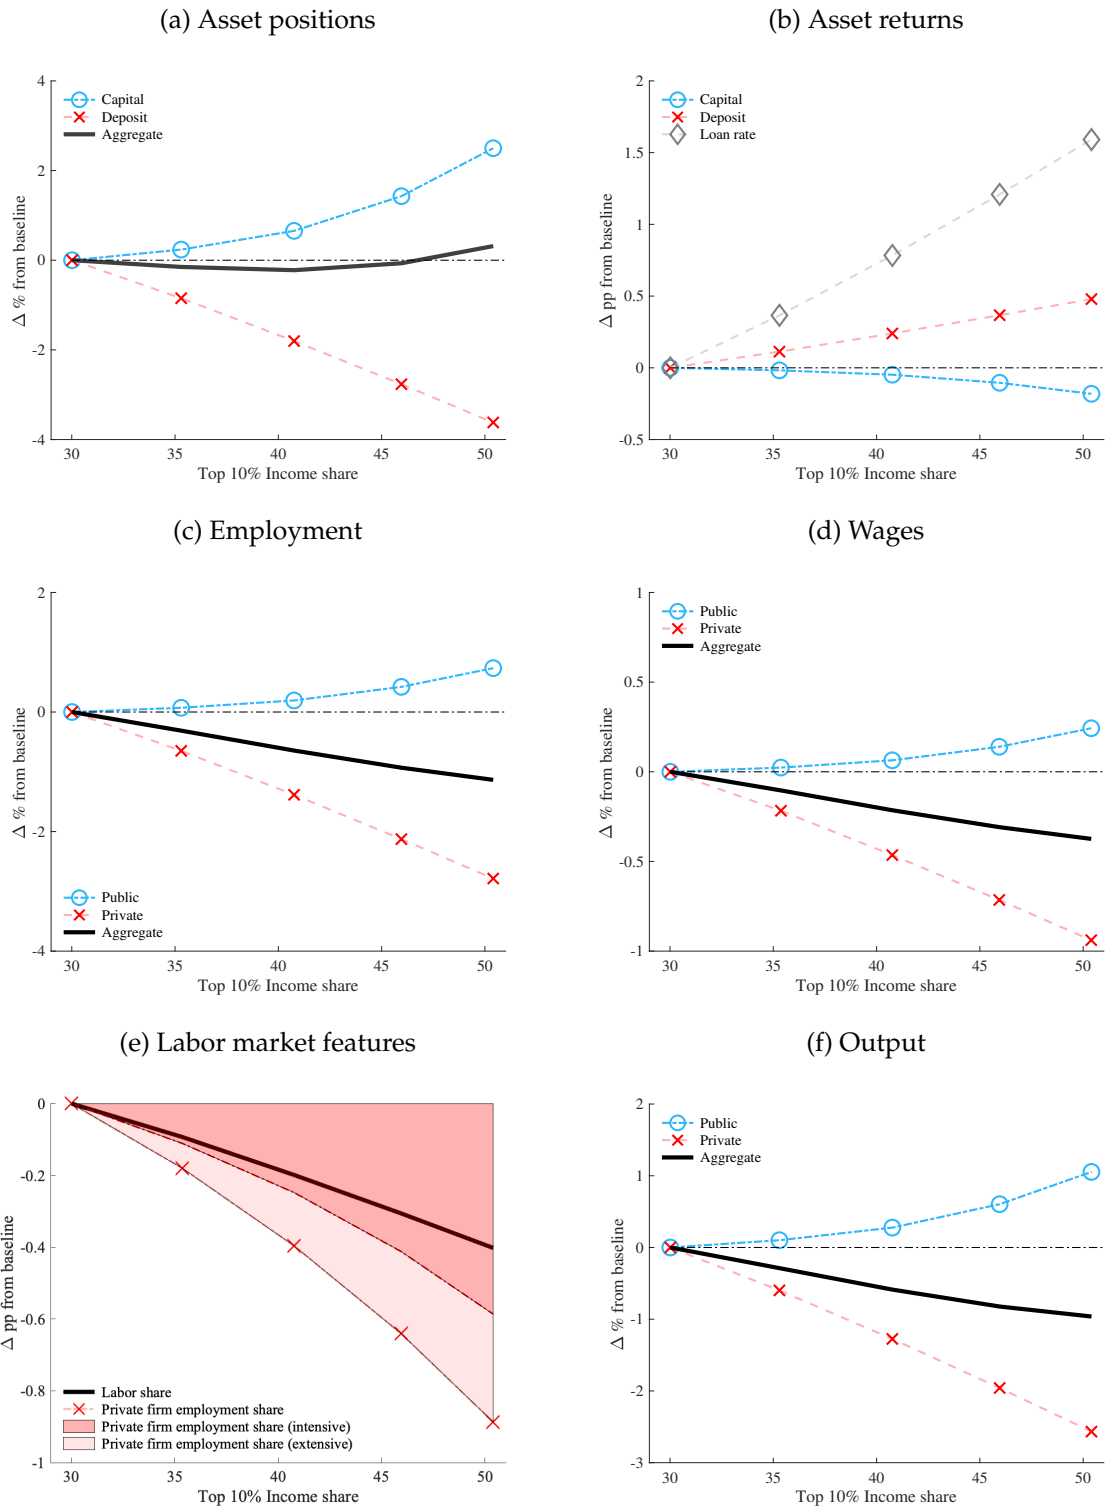 (a) Asset positions
4
2
0
-2
-4
Δ % from baseline
Capital
Deposit
Aggregate
30 35 40 45 50
Top 10% Income share
(b) Asset returns
2
1.5
1
0.5
0
-0.5
Δ pp from baseline
Capital
Deposit
Loan rate
30 35 40 45 50
Top 10% Income share
(c) Employment
2
0
-2
-4
Δ % from baseline
Public
Private
Aggregate
30 35 40 45 50
Top 10% Income share
(d) Wages
1
0.5
0
-0.5
-1
Δ % from baseline
Public
Private
Aggregate
30 35 40 45 50
Top 10% Income share
(e) Labor market features
0
-0.2
-0.4
-0.6
-0.8
-1
Δ pp from baseline
Labor share
Private firm employment share
Private firm employment share (intensive)
Private firm employment share (extensive)
30 35 40 45 50
Top 10% Income share
(f) Output
2
1
0
-1
-2
-3
Δ % from baseline
Public
Private
Aggregate
30 35 40 45 50
Top 10% Income share